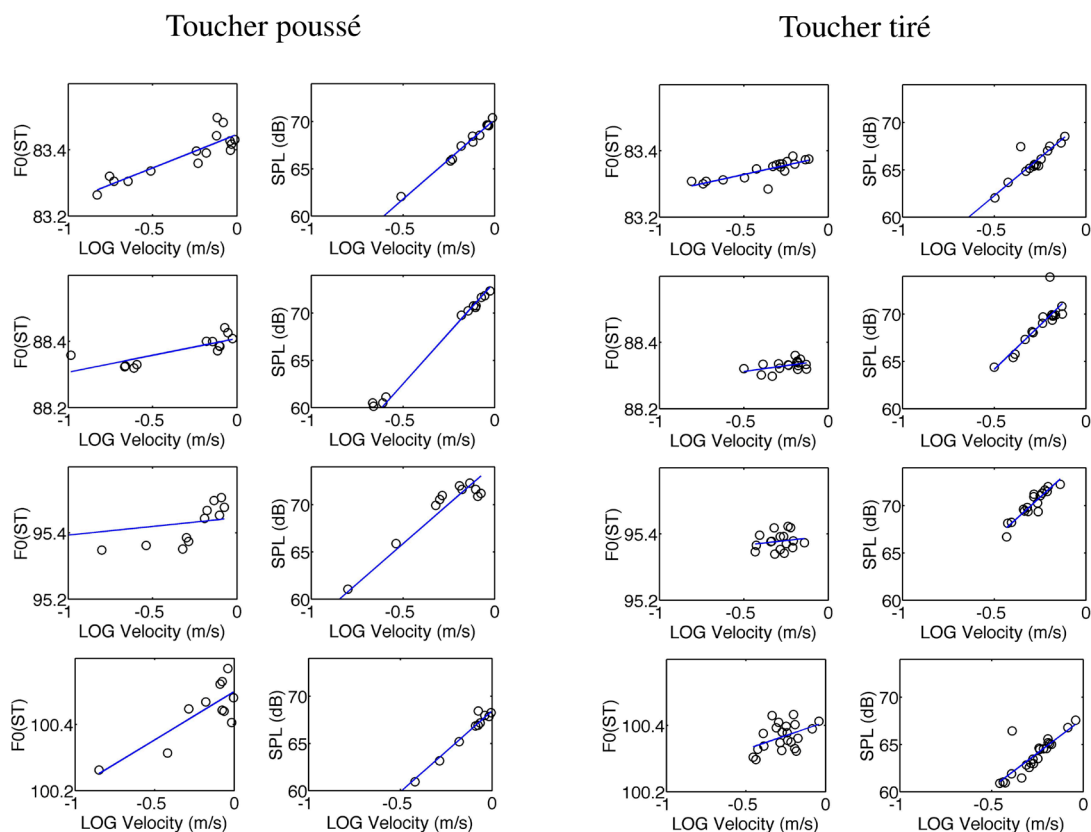 Toucher poussé Toucher tiré
83.4 70 83.4 70
F0(ST) SPL (dB) F0(ST) SPL (dB)
65 65
83.2 60 83.2 60
-1 -0.5 0 -1 -0.5 0 -1 -0.5 0 -1 -0.5 0
LOG Velocity (m/s) LOG Velocity (m/s) LOG Velocity (m/s) LOG Velocity (m/s)
88.4 70 88.4 70
F0(ST) SPL (dB) F0(ST) SPL (dB)
65 65
88.2 60 88.2 60
-1 -0.5 0 -1 -0.5 0 -1 -0.5 0 -1 -0.5 0
LOG Velocity (m/s) LOG Velocity (m/s) LOG Velocity (m/s) LOG Velocity (m/s)
95.4 70 95.4 70
F0(ST) SPL (dB) F0(ST) SPL (dB)
65 65
95.2 60 95.2 60
-1 -0.5 0 -1 -0.5 0 -1 -0.5 0 -1 -0.5 0
LOG Velocity (m/s) LOG Velocity (m/s) LOG Velocity (m/s) LOG Velocity (m/s)
100.4 70 100.4 70
F0(ST) SPL (dB) F0(ST) SPL (dB)
65 65
100.2 60 100.2 60
-1 -0.5 0 -1 -0.5 0 -1 -0.5 0 -1 -0.5 0
LOG Velocity (m/s) LOG Velocity (m/s) LOG Velocity (m/s) LOG Velocity (m/s)